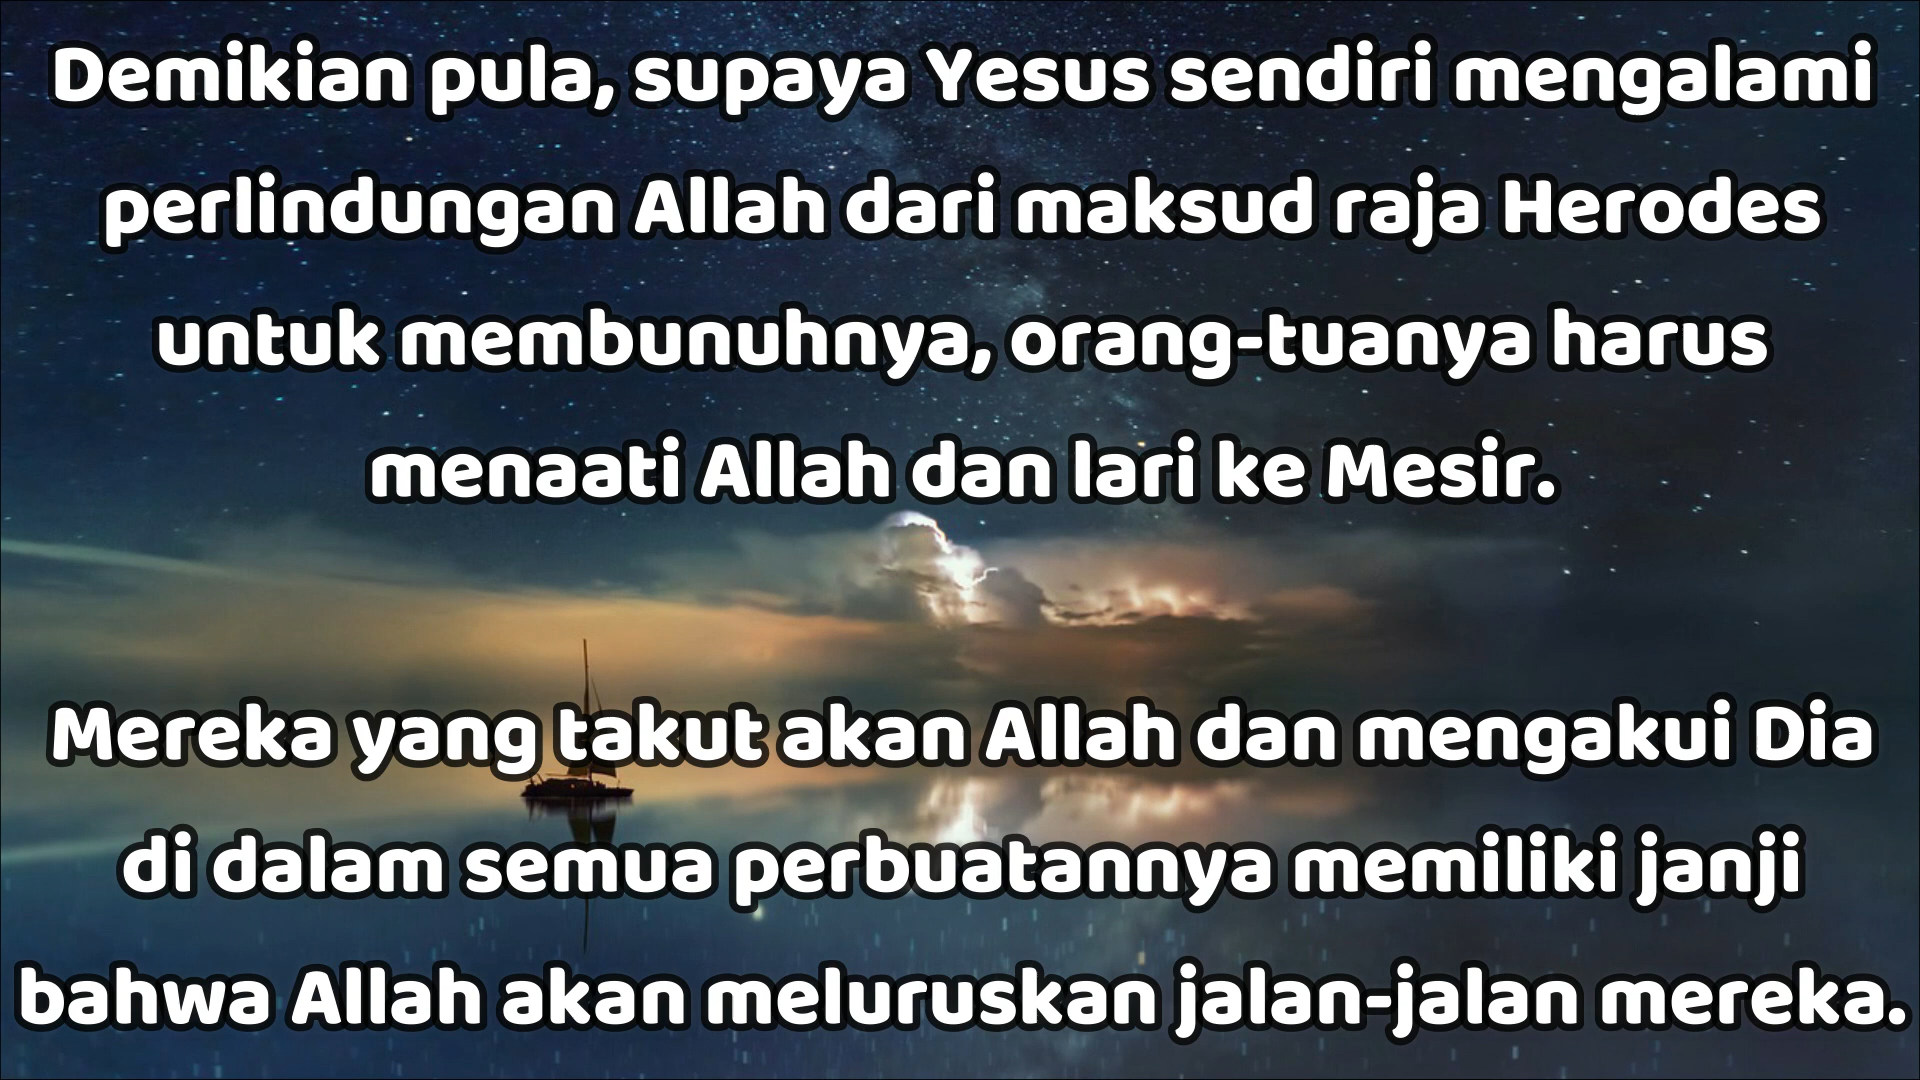 Demikian pula, supaya Yesus sendiri mengalami
perlindungan Allah dari maksud raja Herodes
untuk membunuhnya, orang-tuanya harus
menaati Allah dan lari ke Mesir.
Mereka yang takut akan Allah dan mengakui Dia
di dalam semua perbuatannya memiliki janji
bahwa Allah akan meluruskan jalan-jalan mereka.